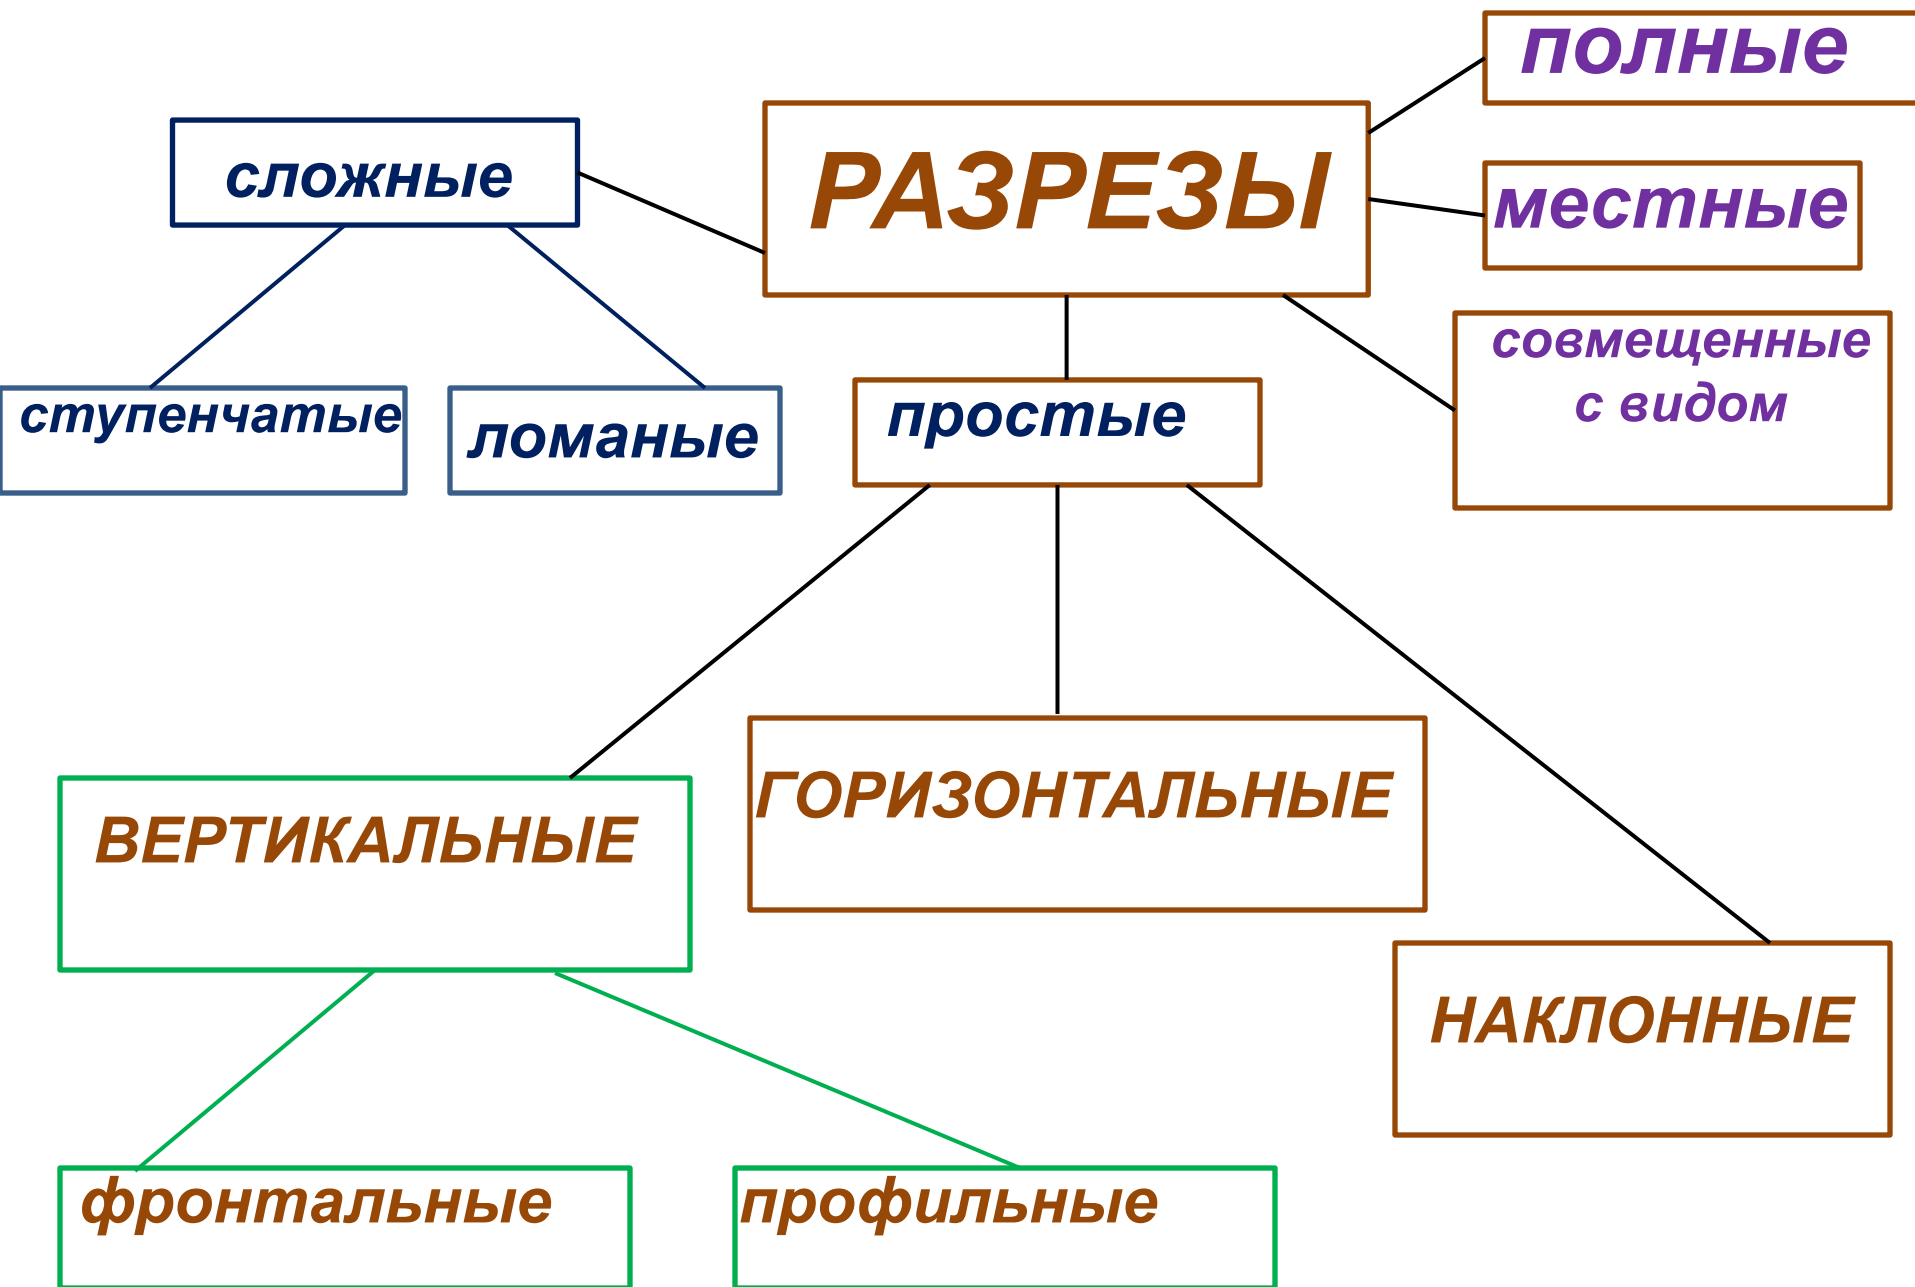 полные
РАЗРЕЗЫ
сложные
местные
совмещенные
с видом
ступенчатые
ломаные
простые
ГОРИЗОНТАЛЬНЫЕ
ВЕРТИКАЛЬНЫЕ
НАКЛОННЫЕ
фронтальные
профильные